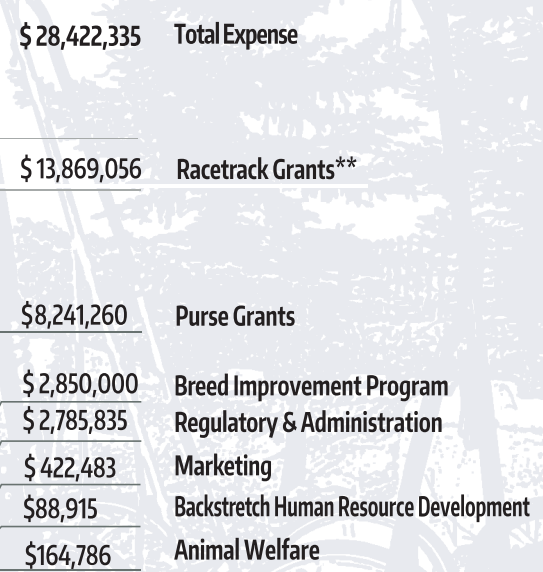 $ 28,422,335 Total Expense
$ 13,869,056 Racetrack Grants**
$8,241,260 Purse Grants
$ 2,850,000 Breed Improvement Program
$ 2,785,835 Regulatory & Administration
$ 422,483 Marketing
$88,915 Backstretch Human Resource Development
$164,786 Animal Welfare